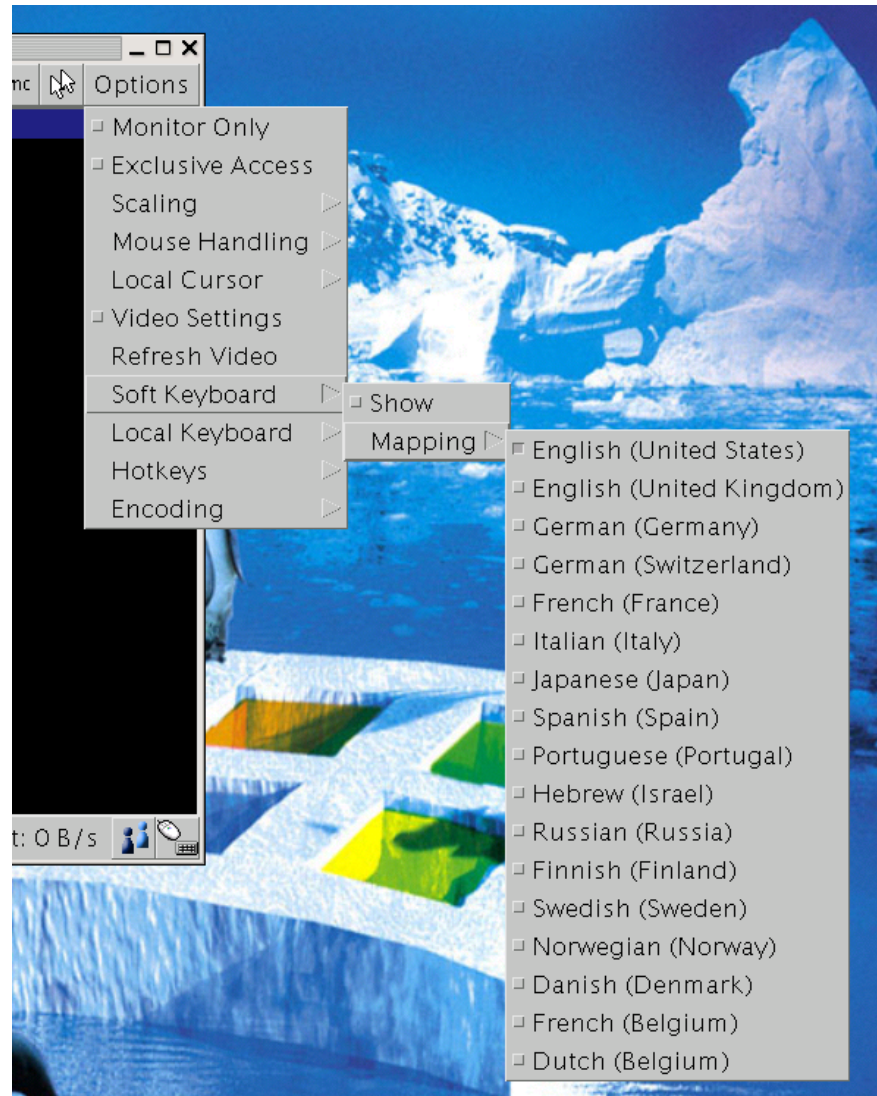 mc
Options
Monitor Only
Exclusive Access
Scaling
Mouse Handling
Local Cursor
Video Settings
Refresh Video
Soft Keyboard
Local Keyboard
Hotkeys
Encoding
Show
Mapping
English (United States)
English (United Kingdom)
German (Germany)
German (Switzerland)
French (France)
Italian (Italy)
Japanese (Japan)
Spanish (Spain)
Portuguese (Portugal)
Hebrew (Israel)
Russian (Russia)
Finnish (Finland)
Swedish (Sweden)
Norwegian (Norway)
Danish (Denmark)
French (Belgium)
Dutch (Belgium)
t: 0 B/s